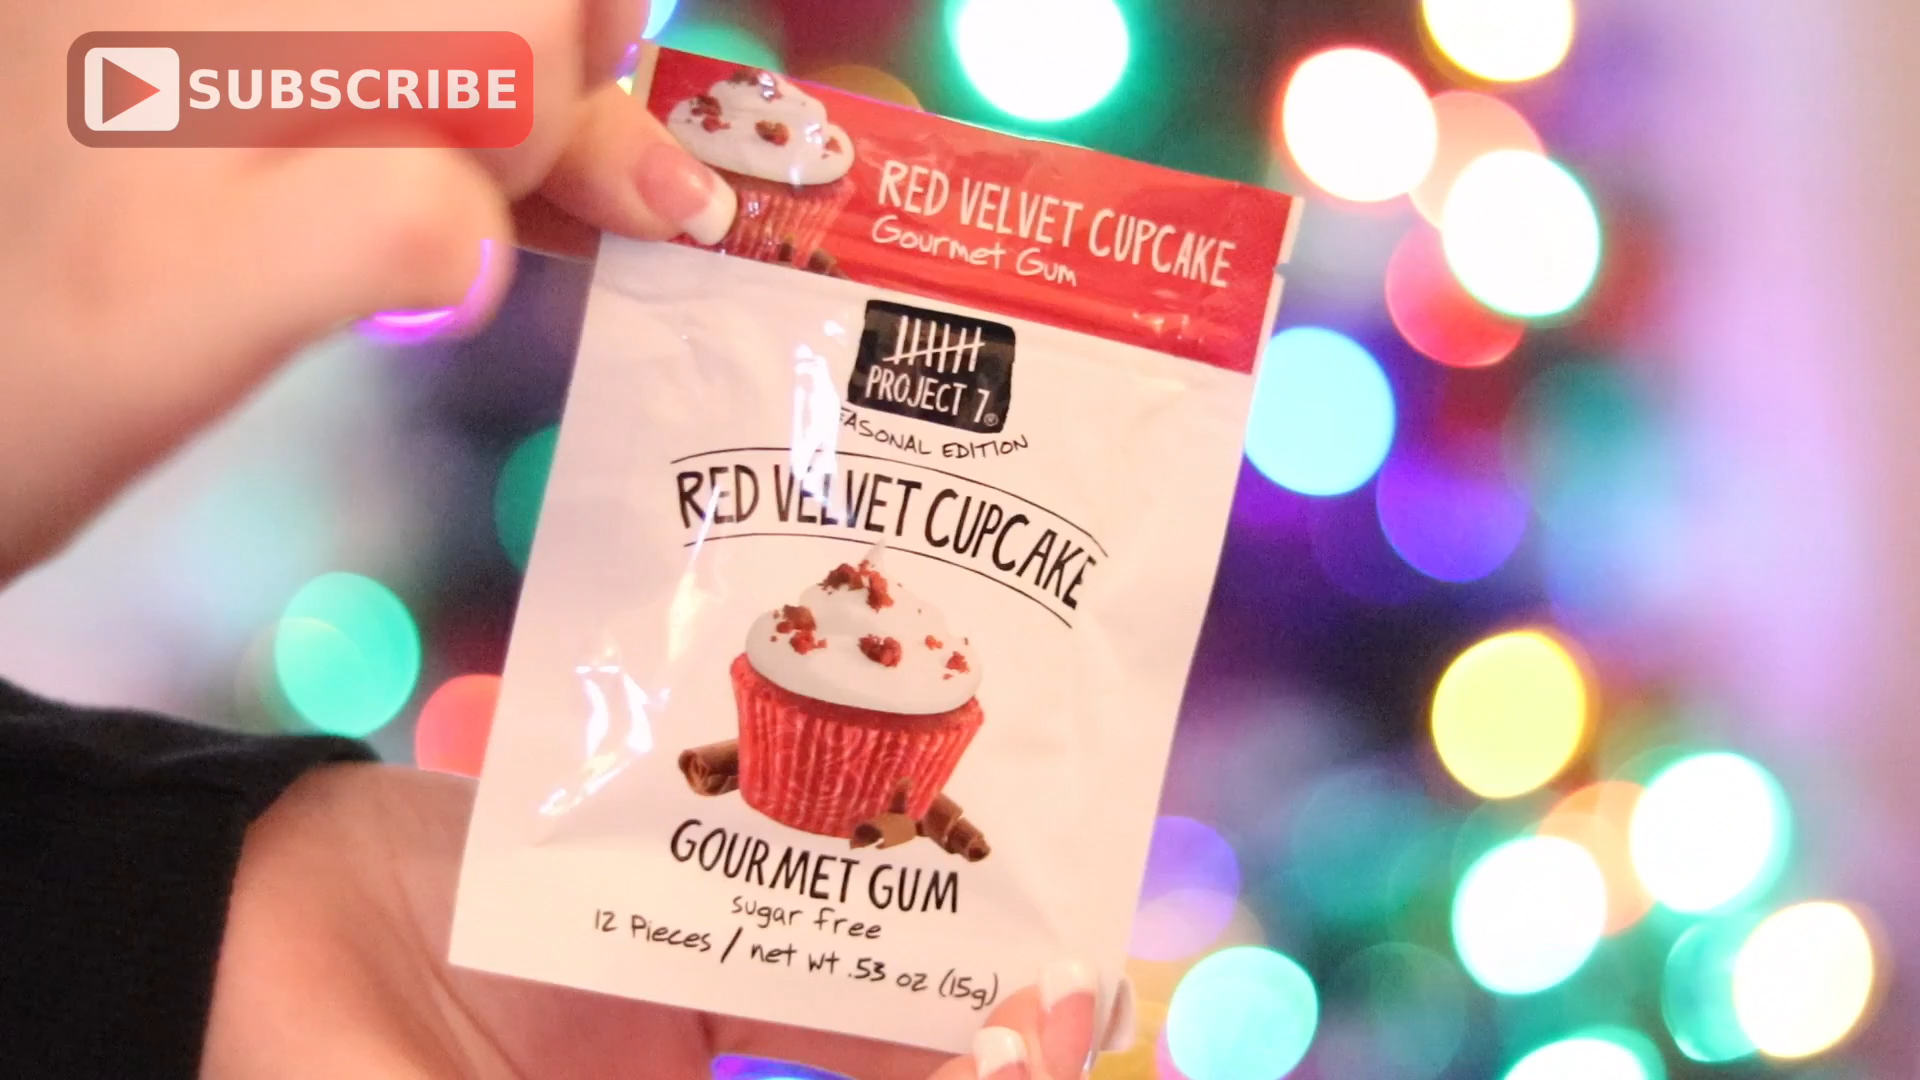 SUBSCRIBE
RED VELVET CUPCAKE
Gourmet Gum
PROJECT 7®
EASONAL EDITION
RED VELVET CUPCAKE
GOURMET GUM
sugar free
12 Pieces / net wt .53 oz (15g)